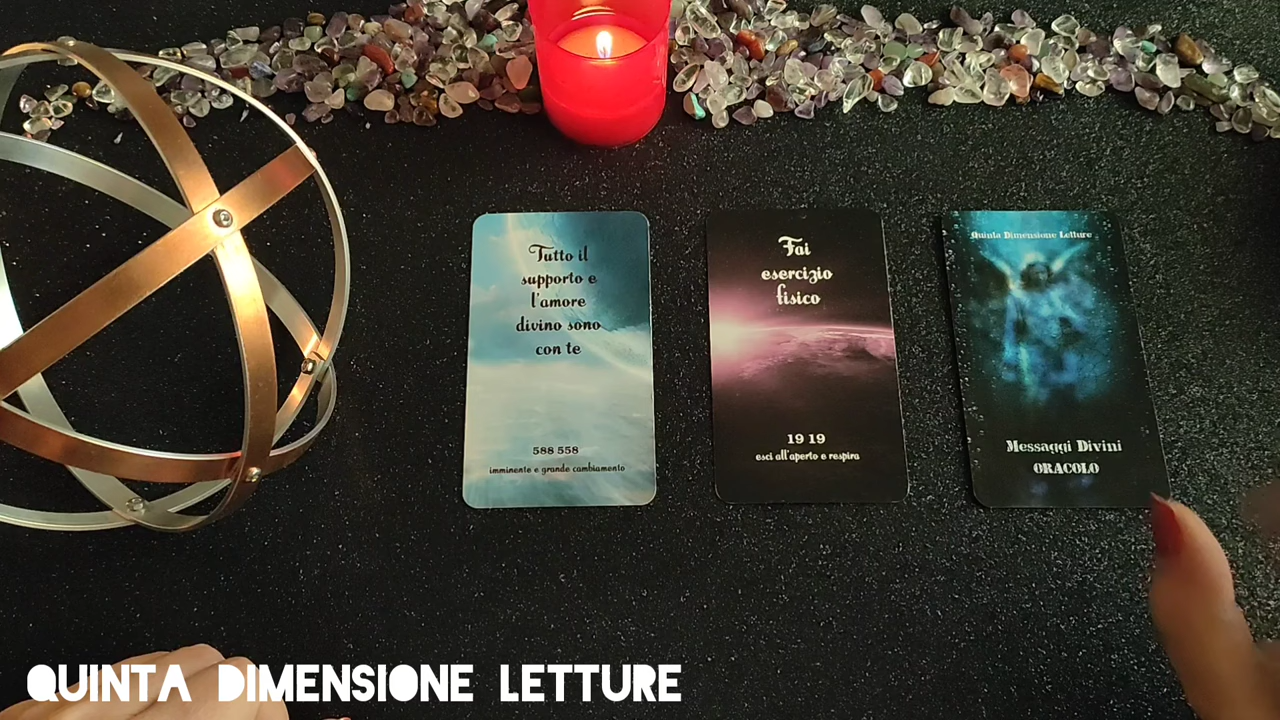 Tutto il
supporto e
l'amore
divino sono
con te
588 558
imminente e grande cambiamento
Fai
esercizio
fisico
19 19
esci all'aperto e respira
Quinta Dimensione Letture
Messaggi Divini
ORACOLO
QUINTA DIMENSIONE LETTURE